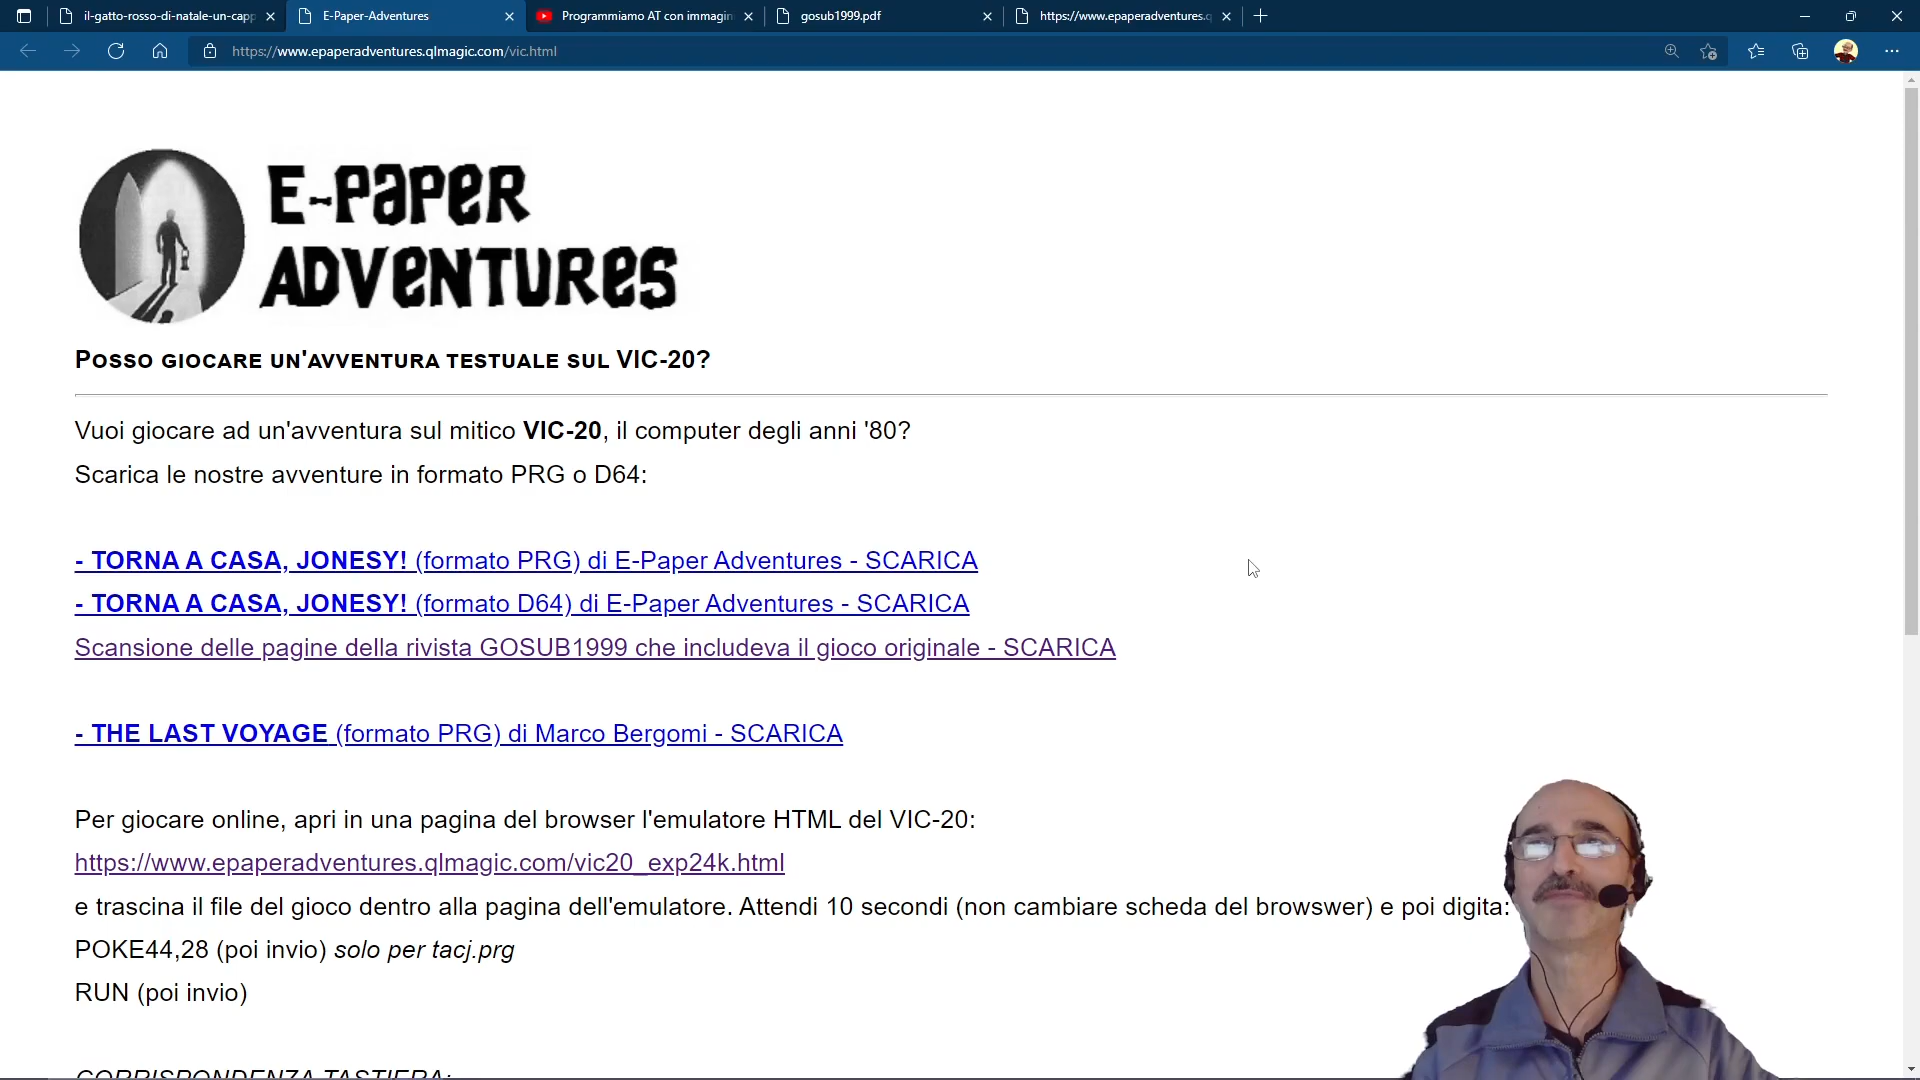 il-gatto-rosso-di-natale-un-capp
E-Paper-Adventures
Programmiamo AT con immagin
gosub1999.pdf
https://www.epaperadventures.q
https://www.epaperadventures.qlmagic.com/vic.html
E-PAPER
ADVENTURES
POSSO GIOCARE UN'AVVENTURA TESTUALE SUL VIC-20?
Vuoi giocare ad un'avventura sul mitico VIC-20, il computer degli anni '80?
Scarica le nostre avventure in formato PRG o D64:
- TORNA A CASA, JONESY! (formato PRG) di E-Paper Adventures - SCARICA
- TORNA A CASA, JONESY! (formato D64) di E-Paper Adventures - SCARICA
Scansione delle pagine della rivista GOSUB1999 che includeva il gioco originale - SCARICA
- THE LAST VOYAGE (formato PRG) di Marco Bergomi - SCARICA
Per giocare online, apri in una pagina del browser l'emulatore HTML del VIC-20:
https://www.epaperadventures.qlmagic.com/vic20_exp24k.html
e trascina il file del gioco dentro alla pagina dell'emulatore. Attendi 10 secondi (non cambiare scheda del browswer) e poi digita:
POKE44,28 (poi invio) solo per tacj.prg
RUN (poi invio)
CORRISPONDENZA TASTIERA: